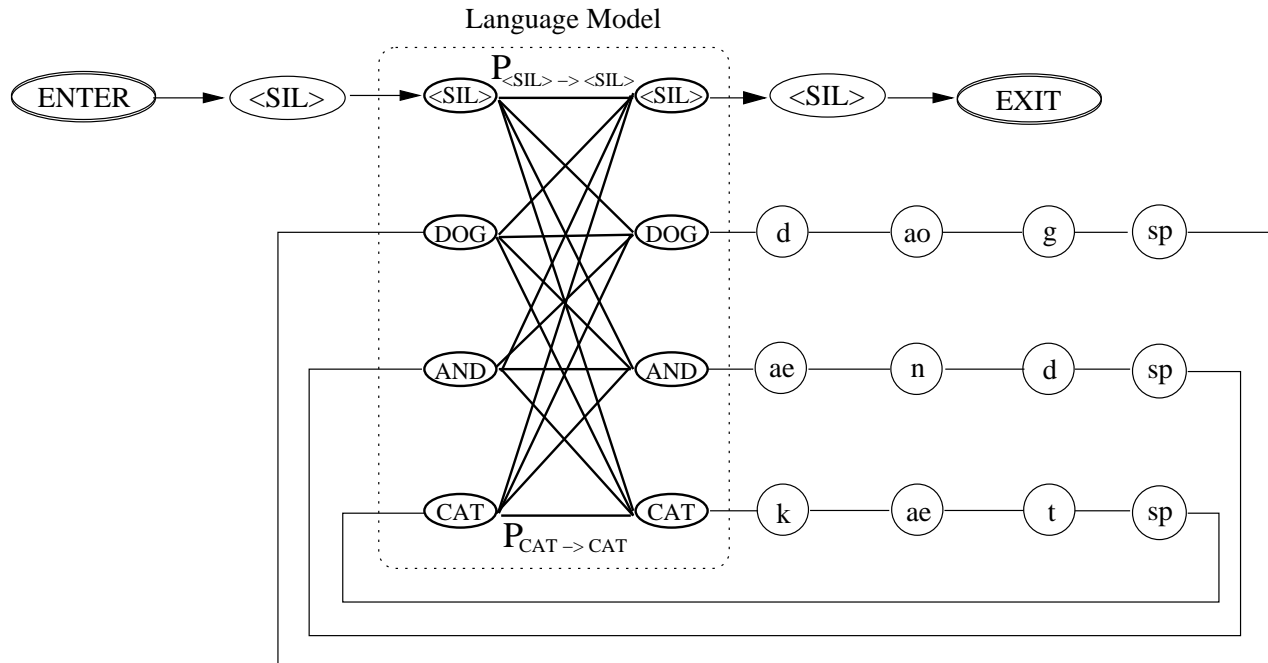 Language Model
P<SIL> –> <SIL>
ENTER <SIL> <SIL> <SIL> <SIL> EXIT
DOG DOG d ao g sp
AND AND ae n d sp
CAT CAT k ae t sp
PCAT –> CAT